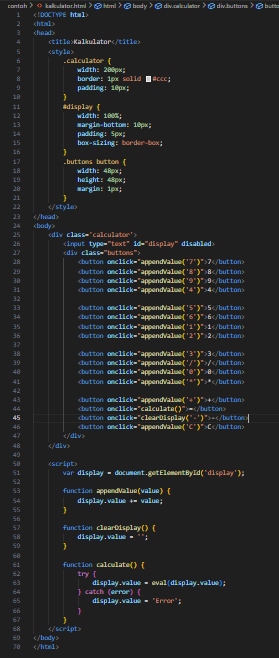 contoh > kalkulator.html > html > body > div.calculator > div.buttons > butto
1 <!DOCTYPE html>
2 <html>
3 <head>
4 <title>Kalkulator</title>
5 <style>
6 .calculator {
7 width: 200px;
8 border: 1px solid #ccc;
9 padding: 10px;
10 }
11 #display {
12 width: 100%;
13 margin-bottom: 10px;
14 padding: 5px;
15 box-sizing: border-box;
16 }
17 .buttons button {
18 width: 48px;
19 height: 48px;
20 margin: 1px;
21 }
22 </style>
23 </head>
24 <body>
25 <div class='calculator'>
26 <input type="text" id="display" disabled>
27 <div class="buttons">
28 <button onclick="appendValue('7')">7</button>
29 <button onclick="appendValue('8')">8</button>
30 <button onclick="appendValue('9')">9</button>
31 <button onclick="appendValue('4')">4</button>
32
33 <button onclick="appendValue('5')">5</button>
34 <button onclick="appendValue('6')">6</button>
35 <button onclick="appendValue('1')">1</button>
36 <button onclick="appendValue('2')">2</button>
37
38 <button onclick="appendValue('3')">3</button>
39 <button onclick="appendValue('/')">/</button>
40 <button onclick="appendValue('0')">0</button>
41 <button onclick="appendValue('*')">*</button>
42
43 <button onclick="appendValue('+')">+</button>
44 <button onclick="calculate()">=</button>
45 <button onclick="clearDisplay('-')">-</button>
46 <button onclick="appendValue('C')">C</button>
47 </div>
48 </div>
49
50 <script>
51 var display = document.getElementById('display');
52
53 function appendValue(value) {
54 display.value += value;
55 }
56
57 function clearDisplay() {
58 display.value = '';
59 }
60
61 function calculate() {
62 try {
63 display.value = eval(display.value);
64 } catch (error) {
65 display.value = 'Error';
66 }
67 }
68 </script>
69 </body>
70 </html>